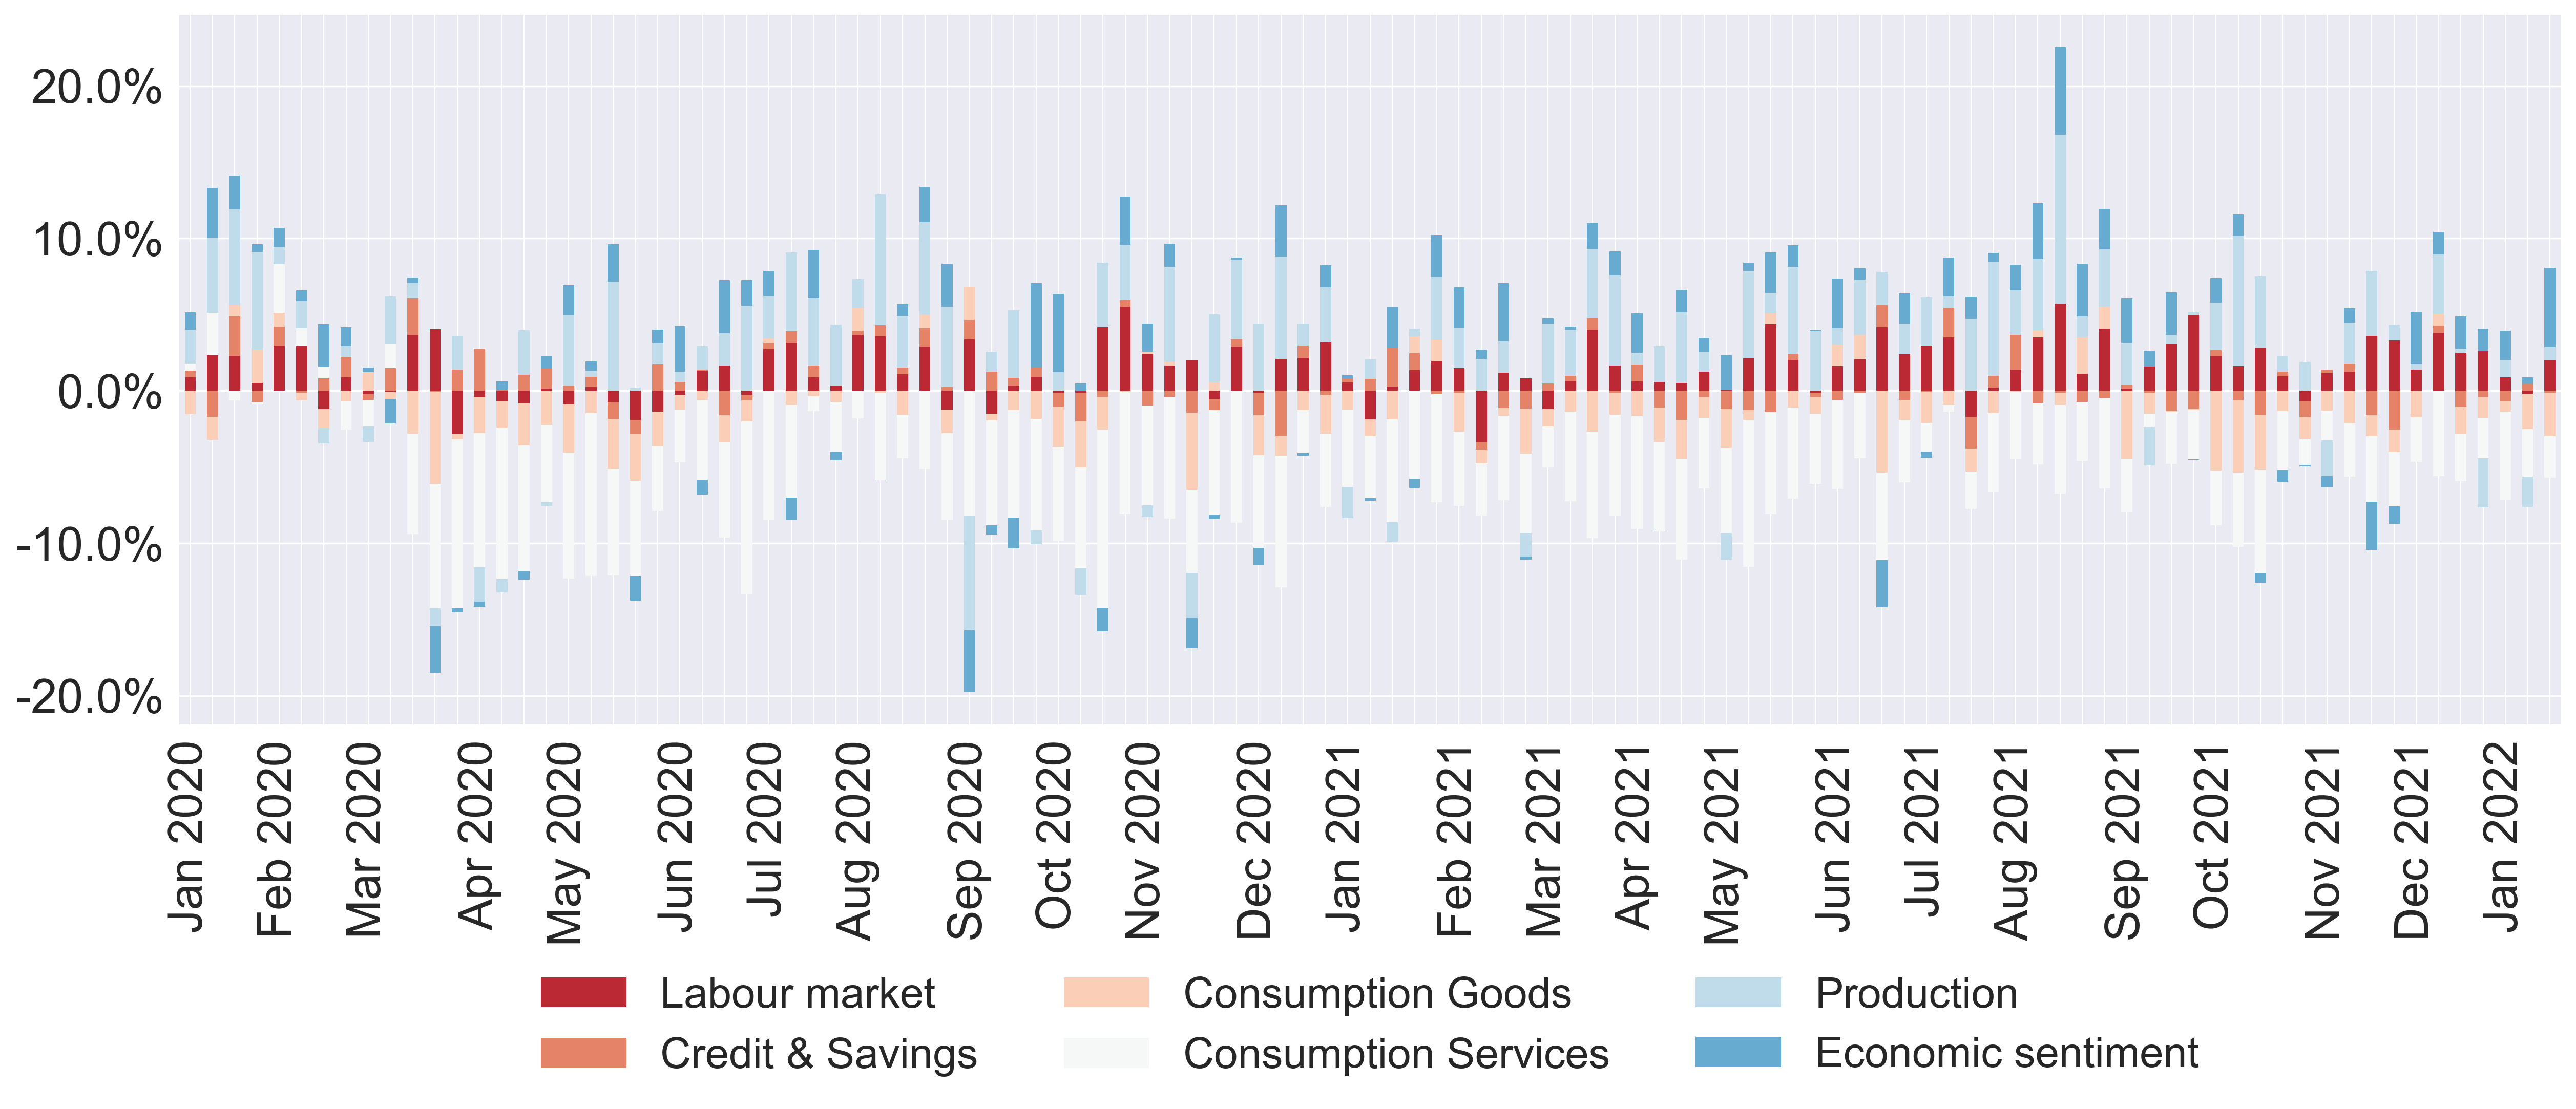 20.0%
10.0%
0.0%
-10.0%
-20.0%
Jan 2020
Feb 2020
Mar 2020
Apr 2020
May 2020
Jun 2020
Jul 2020
Aug 2020
Sep 2020
Oct 2020
Nov 2020
Dec 2020
Jan 2021
Feb 2021
Mar 2021
Apr 2021
May 2021
Jun 2021
Jul 2021
Aug 2021
Sep 2021
Oct 2021
Nov 2021
Dec 2021
Jan 2022
Labour market
Credit & Savings
Consumption Goods
Consumption Services
Production
Economic sentiment